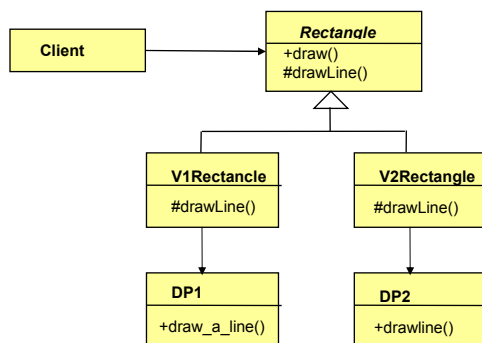 Rectangle
Client
+draw()
#drawLine()
V1Rectancle
V2Rectangle
#drawLine()
#drawLine()
DP1
DP2
+draw_a_line()
+drawline()